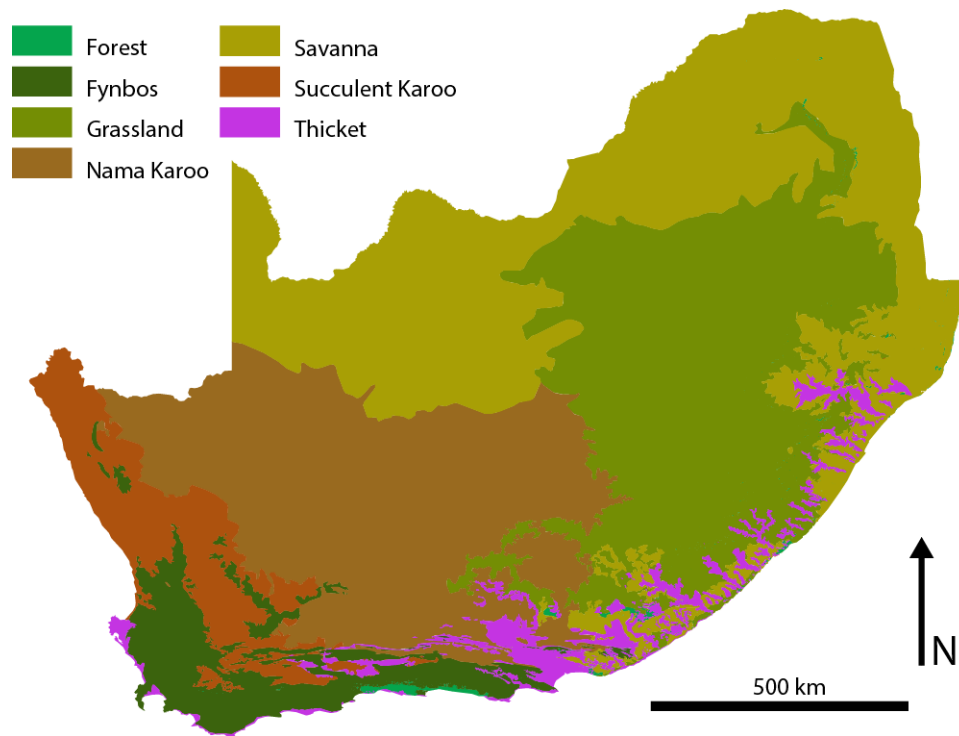 Forest
Fynbos
Grassland
Nama Karoo
Savanna
Succulent Karoo
Thicket
N
500 km